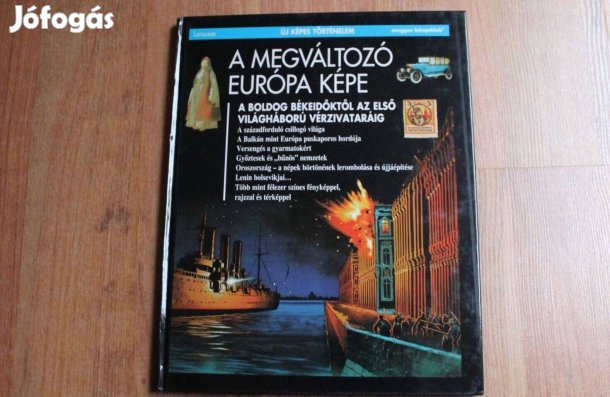 Jófogás
Larousse
ÚJ KÉPES TÖRTÉNELEM
magyar könyvklub
A MEGVÁLTOZÓ
EURÓPA KÉPE
A BOLDOG BÉKEIDŐKTŐL AZ ELSŐ
VILÁGHÁBORÚ VÉRZIVATARÁIG
A századforduló csillogó világa
A Balkán mint Európa puskaporos hordója
Versengés a gyarmatokért
Győztesek és „bűnös” nemzetek
Oroszország – a népek börtönének lerombolása és újjáépítése
Lenin bolsevikjai...
Több mint félezer színes fényképpel,
rajzzal és térképpel